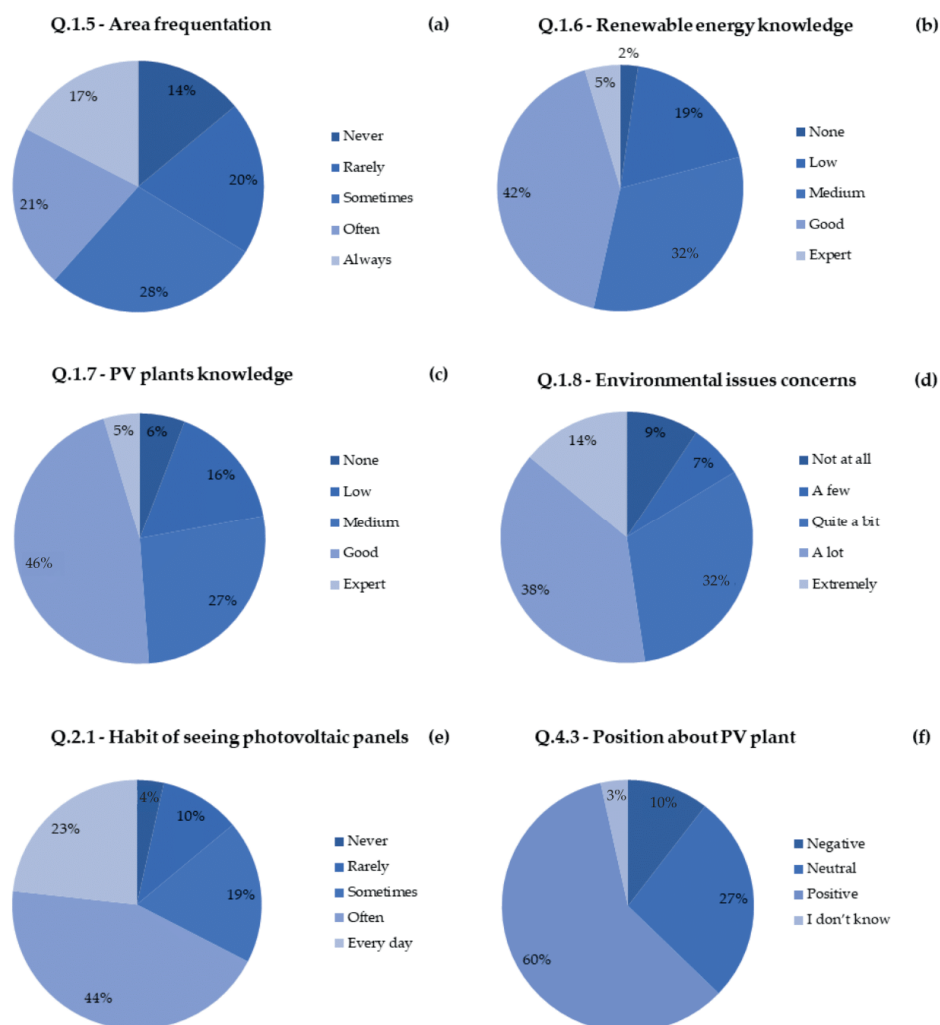 Q.1.5 - Area frequentation (a)
14%
20%
28%
21%
17%
Never
Rarely
Sometimes
Often
Always
Q.1.6 - Renewable energy knowledge (b)
2%
19%
32%
42%
5%
None
Low
Medium
Good
Expert
Q.1.7 - PV plants knowledge (c)
6%
16%
27%
46%
5%
None
Low
Medium
Good
Expert
Q.1.8 - Environmental issues concerns (d)
9%
7%
32%
38%
14%
Not at all
A few
Quite a bit
A lot
Extremely
Q.2.1 - Habit of seeing photovoltaic panels (e)
4%
10%
19%
44%
23%
Never
Rarely
Sometimes
Often
Every day
Q.4.3 - Position about PV plant (f)
10%
27%
60%
3%
Negative
Neutral
Positive
I don't know